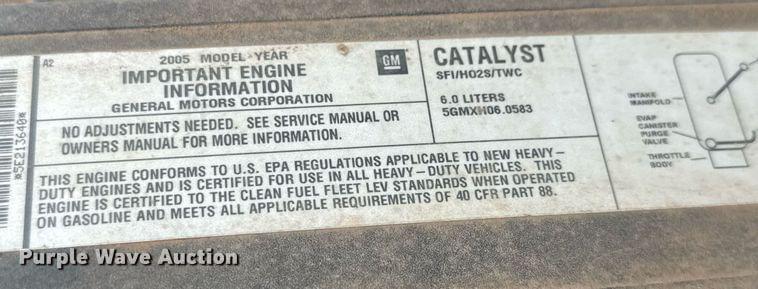 A2
2005 MODEL YEAR
IMPORTANT ENGINE
INFORMATION
GENERAL MOTORS CORPORATION
GM
CATALYST
SFI/HO2S/TWC
6.0 LITERS
5GMXH06.0583
NO ADJUSTMENTS NEEDED. SEE SERVICE MANUAL OR
OWNERS MANUAL FOR MORE INFORMATION.
THIS ENGINE CONFORMS TO U.S. EPA REGULATIONS APPLICABLE TO NEW HEAVY–
DUTY ENGINES AND IS CERTIFIED FOR USE IN ALL HEAVY–DUTY VEHICLES. THIS
ENGINE IS CERTIFIED TO THE CLEAN FUEL FLEET LEV STANDARDS WHEN OPERATED
ON GASOLINE AND MEETS ALL APPLICABLE REQUIREMENTS OF 40 CFR PART 88.
*5E213640*
INTAKE
MANIFOLD
EVAP
CANISTER
PURGE
VALVE
THROTTLE
BODY
Purple Wave Auction